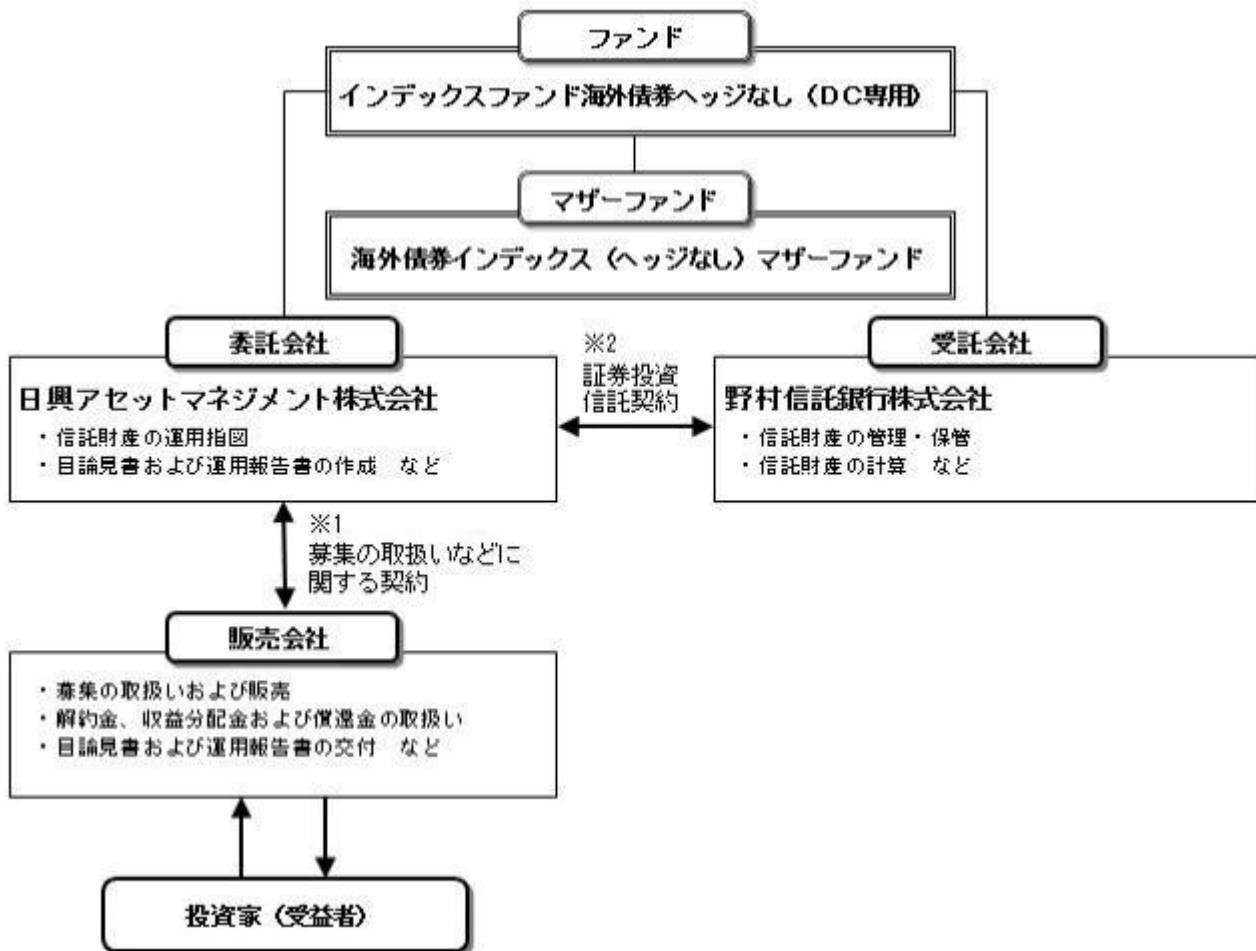 ファンド
インデックスファンド海外債券ヘッジなし（DC専用）
マザーファンド
海外債券インデックス（ヘッジなし）マザーファンド
委託会社
日興アセットマネジメント株式会社
・信託財産の運用指図
・目論見書および運用報告書の作成　など
※2
証券投資
信託契約
受託会社
野村信託銀行株式会社
・信託財産の管理・保管
・信託財産の計算　など
※1
募集の取扱いなどに
関する契約
販売会社
・募集の取扱いおよび販売
・解約金、収益分配金および償還金の取扱い
・目論見書および運用報告書の交付　など
投資家（受益者）